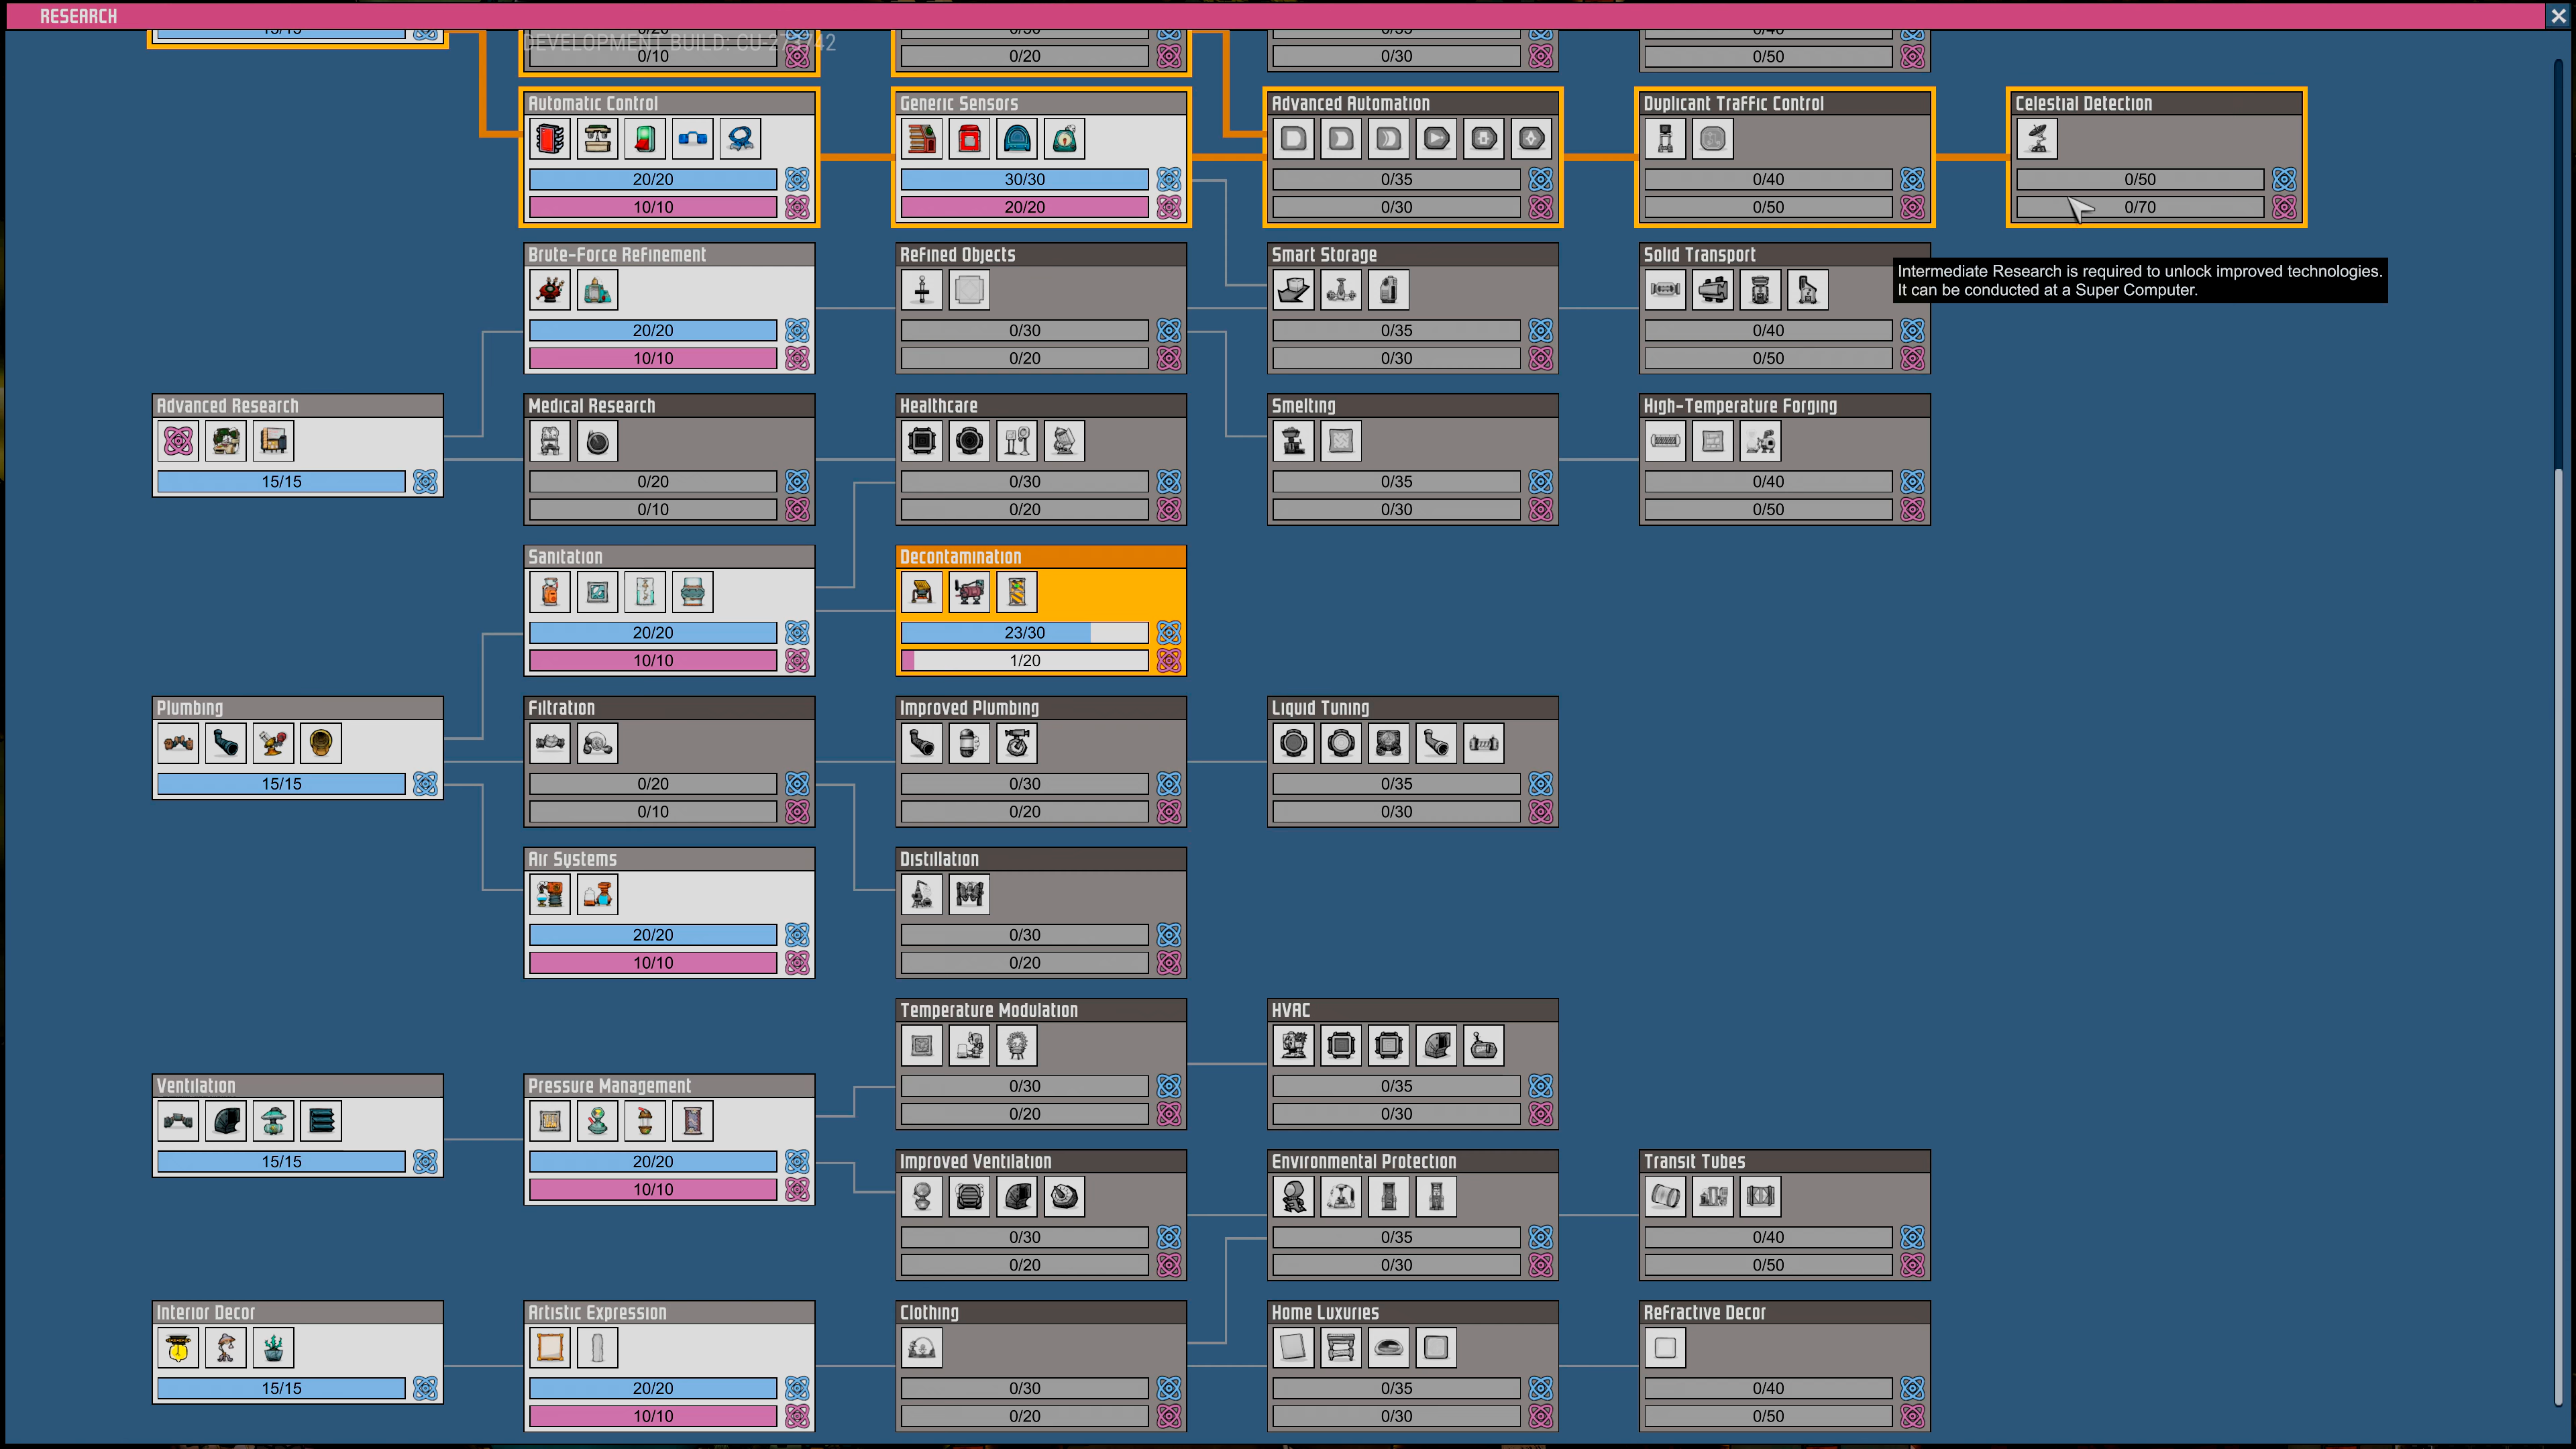 RESEARCH
DEVELOPMENT BUILD: CU-
15/15
0/10
0/20
0/30
0/50
Automatic Control
20/20
10/10
Generic Sensors
30/30
20/20
Advanced Automation
0/35
0/30
Duplicant Traffic Control
0/40
0/50
Celestial Detection
0/50
0/70
Intermediate Research is required to unlock improved technologies.
It can be conducted at a Super Computer.
Brute-Force Refinement
20/20
10/10
Refined Objects
0/30
0/20
Smart Storage
0/35
0/30
Solid Transport
0/40
0/50
Advanced Research
15/15
Medical Research
0/20
0/10
Healthcare
0/30
0/20
Smelting
0/35
0/30
High-Temperature Forging
0/40
0/50
Sanitation
20/20
10/10
Decontamination
23/30
1/20
Plumbing
15/15
Filtration
0/20
0/10
Improved Plumbing
0/30
0/20
Liquid Tuning
0/35
0/30
Air Systems
20/20
10/10
Distillation
0/30
0/20
Temperature Modulation
0/30
0/20
HVAC
0/35
0/30
Ventilation
15/15
Pressure Management
20/20
10/10
Improved Ventilation
0/30
0/20
Environmental Protection
0/35
0/30
Transit Tubes
0/40
0/50
Interior Decor
15/15
Artistic Expression
20/20
10/10
Clothing
0/30
0/20
Home Luxuries
0/35
0/30
Refractive Decor
0/40
0/50